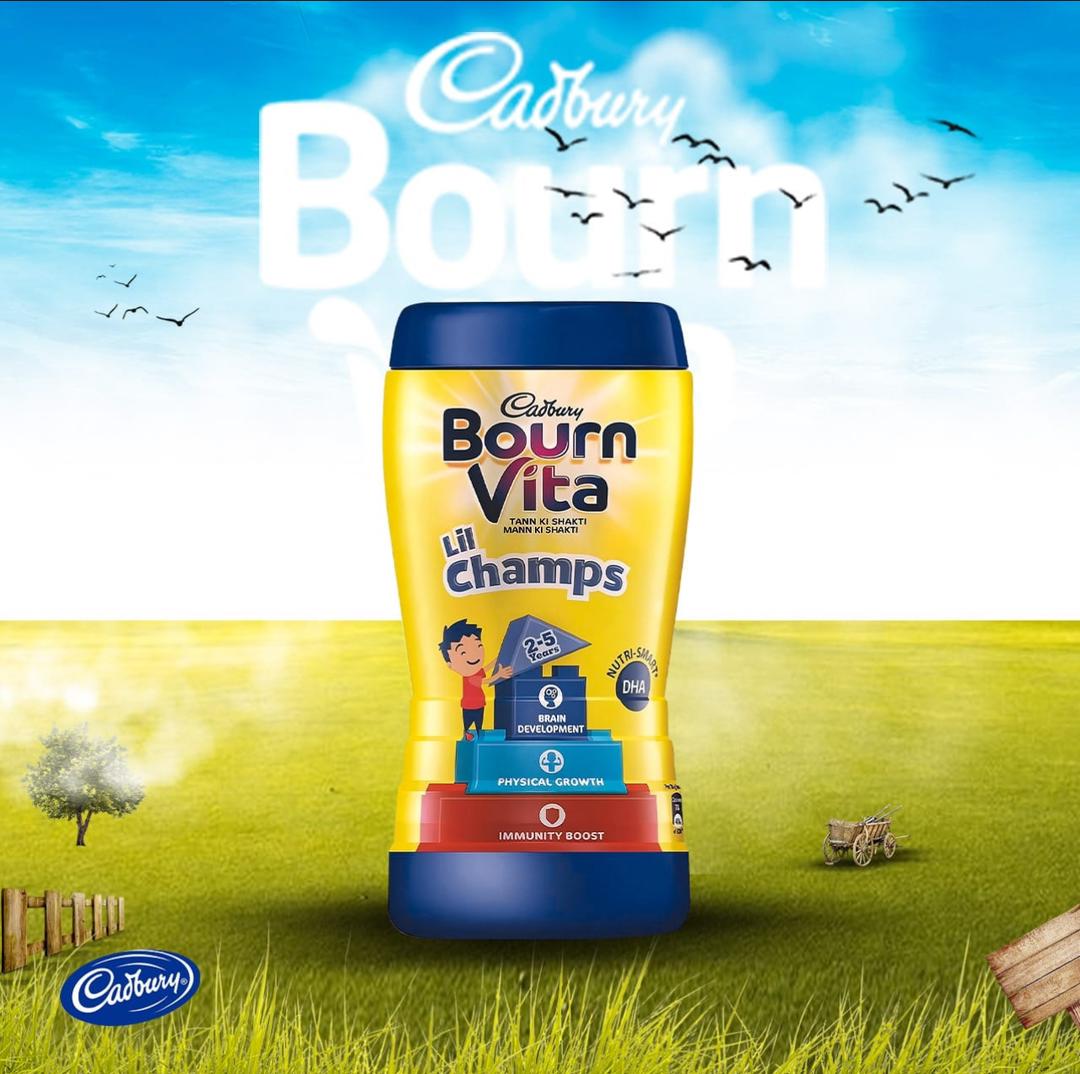 Cadbury
Bourn
Cadbury
Bourn
Vita
TANN KI SHAKTI
MANN KI SHAKTI
Lil
Champs
2-5
Years
NUTRI-SMART
DHA
BRAIN
DEVELOPMENT
PHYSICAL GROWTH
IMMUNITY BOOST
Cadbury